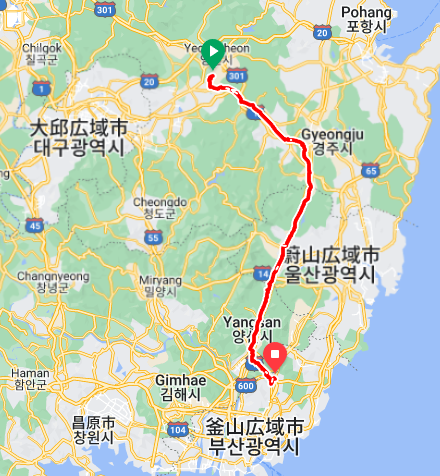 301
Pohang
포항시
20
Chilgok
칠곡군
20
301
1
大邱広域市
대구광역시
Gyeongju
경주시
65
Cheongdo
청도군
45
55
蔚山広域市
울산광역시
14
Changnyeong
창녕군
Miryang
밀양시
Yangsan
Haman
함안군
Gimhae
김해시
600
104
昌原市
창원시
釜山広域市
부산광역시